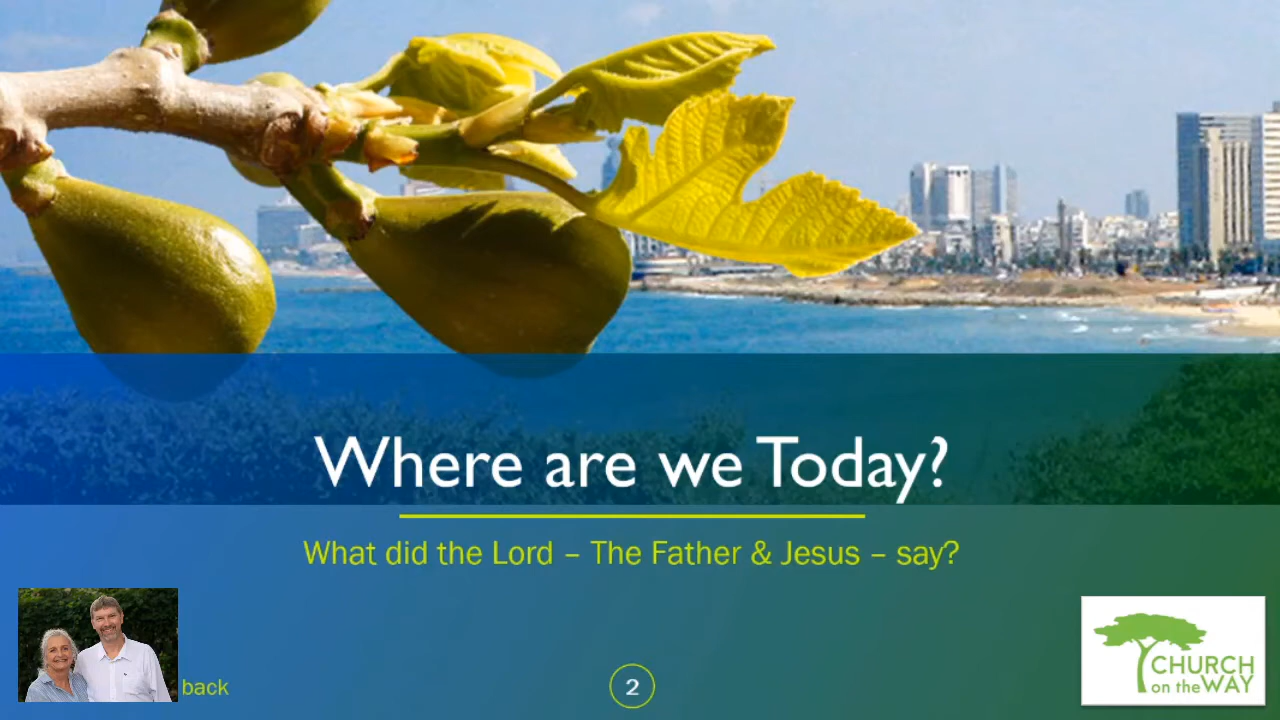 Where are we Today?
What did the Lord – The Father & Jesus – say?
back
2
CHURCH
on the WAY